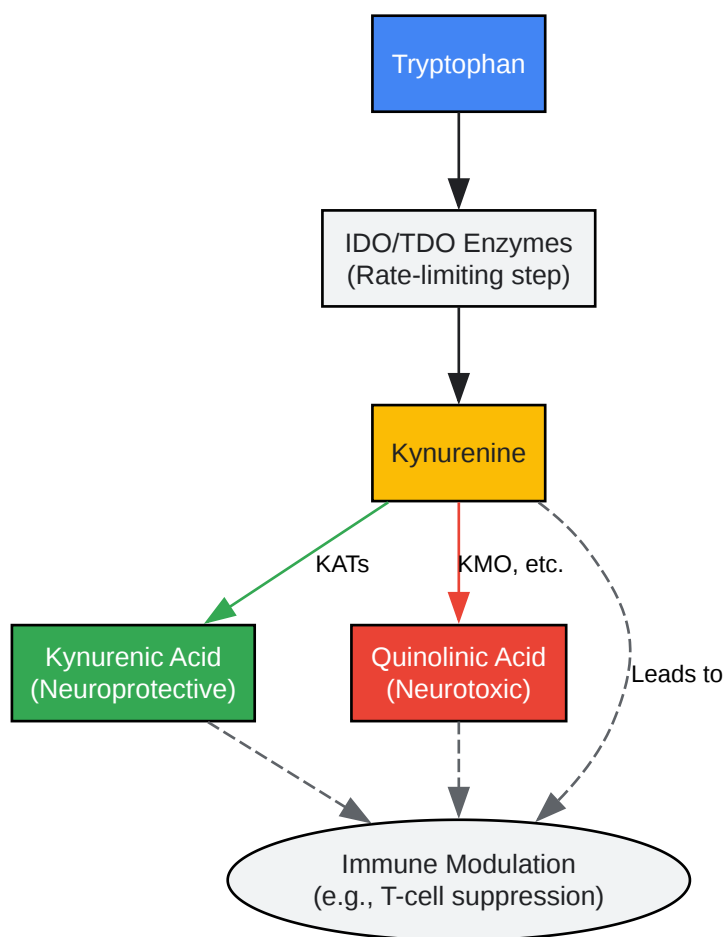 Tryptophan
IDO/TDO Enzymes
(Rate-limiting step)
Kynurenine
KATs
KMO, etc.
Kynurenic Acid
(Neuroprotective)
Quinolinic Acid
(Neurotoxic)
Leads to
Immune Modulation
(e.g., T-cell suppression)